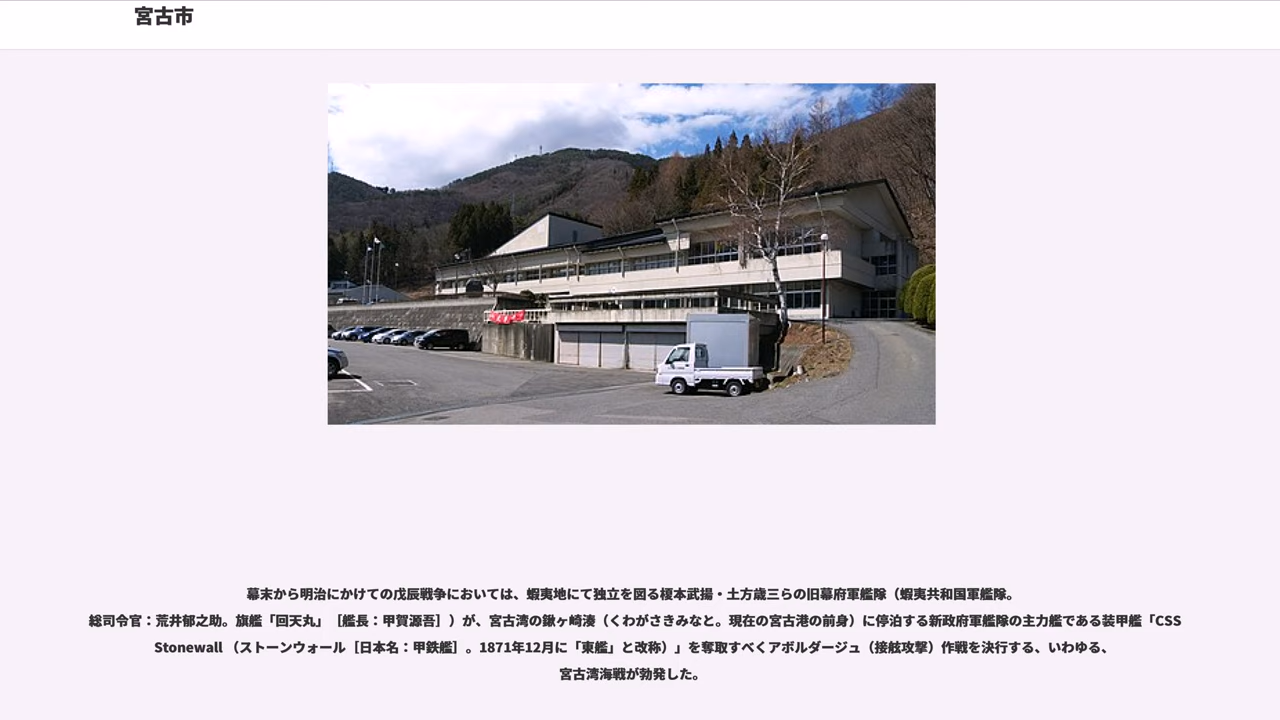 宮古市
幕末から明治にかけての戊辰戦争においては、蝦夷地にて独立を図る榎本武揚・土方歳三らの旧幕府軍艦隊（蝦夷共和国軍艦隊。
総司令官：荒井郁之助。旗艦「回天丸」［艦長：甲賀源吾］）が、宮古湾の鍬ヶ崎湊（くわがさきみなと。現在の宮古港の前身）に停泊する新政府軍艦隊の主力艦である装甲艦「CSS
Stonewall （ストーンウォール［日本名：甲鉄艦］。1871年12月に「東艦」と改称）」を奪取すべくアボルダージュ（接舷攻撃）作戦を決行する、いわゆる、
宮古湾海戦が勃発した。